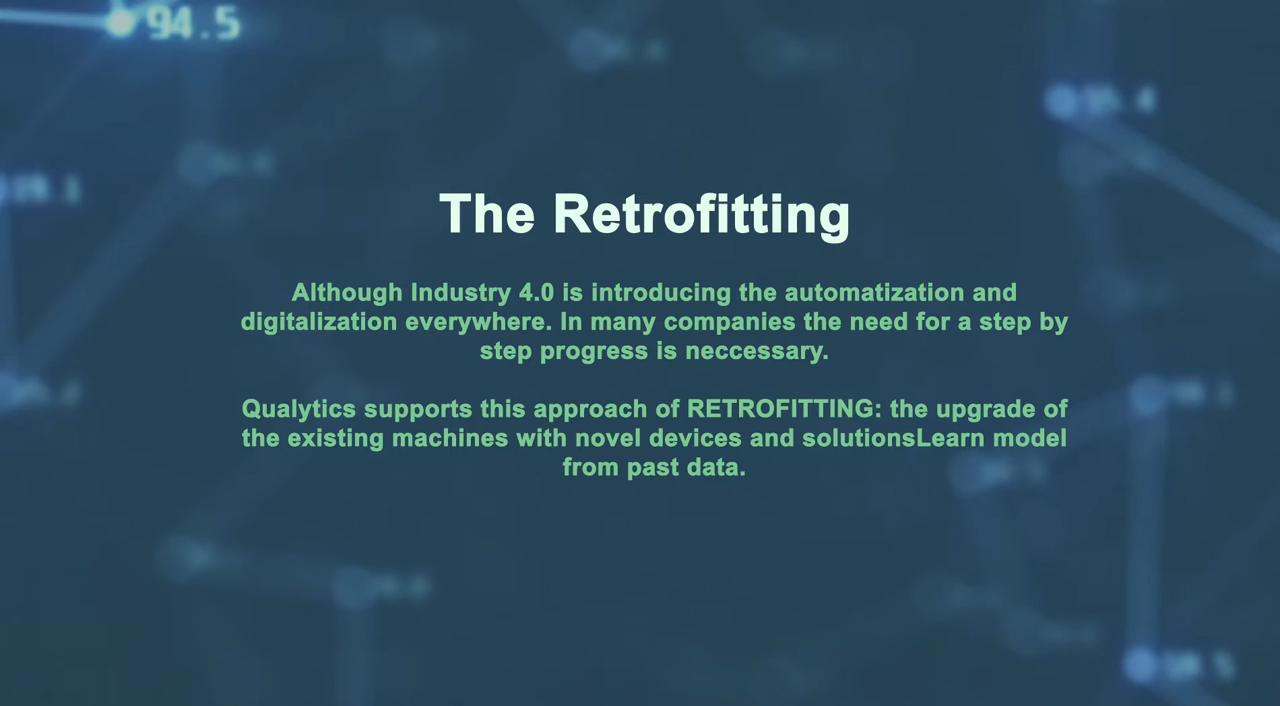 94.5
The Retrofitting
Although Industry 4.0 is introducing the automatization and
digitalization everywhere. In many companies the need for a step by
step progress is neccessary.
Qualytics supports this approach of RETROFITTING: the upgrade of
the existing machines with novel devices and solutionsLearn model
from past data.